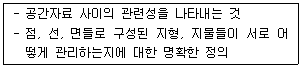 - 공간자료 사이의 관련성을 나타내는 것
- 점, 선, 면들로 구성된 지형, 지물들이 서로 어
떻게 관리하는지에 대한 명확한 정의